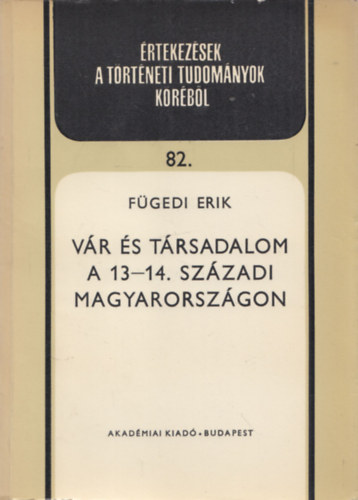 ÉRTEKEZÉSEK
A TÖRTÉNETI TUDOMÁNYOK
KÖRÉBŐL
82.
FÜGEDI ERIK
VÁR ÉS TÁRSADALOM
A 13–14. SZÁZADI
MAGYARORSZÁGON
AKADÉMIAI KIADÓ • BUDAPEST